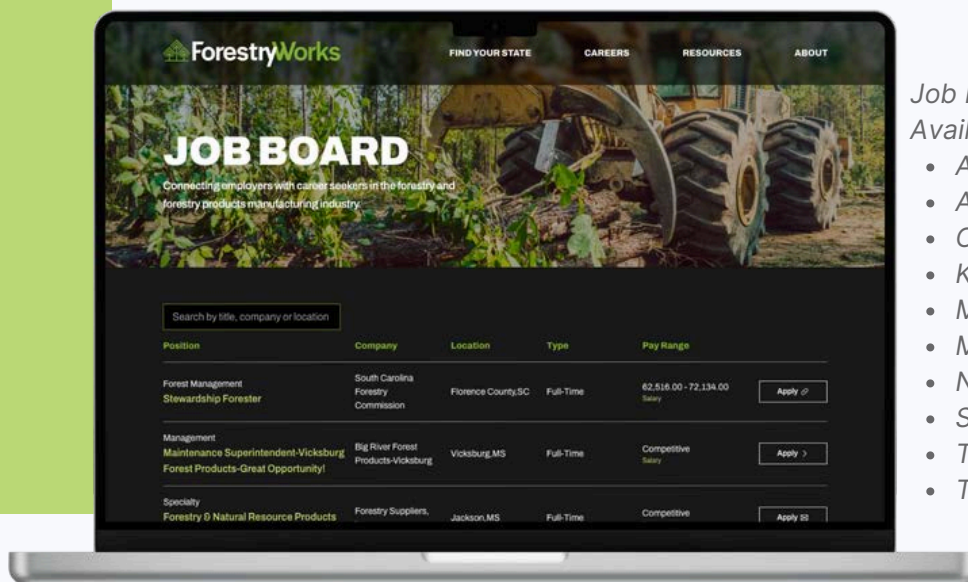 ForestryWorks
FIND YOUR STATE CAREERS RESOURCES ABOUT
JOB BOARD
Connecting employers with career seekers in the forestry and
forestry products manufacturing industry.
Search by title, company or location
Position Company Location Type Pay Range
Forest Management
Stewardship Forester
South Carolina
Forestry
Commission
Florence County,SC
Full-Time
62,516.00 - 72,134.00
Salary
Apply
Management
Maintenance Superintendent-Vicksburg
Forest Products-Great Opportunity!
Big River Forest
Products-Vicksburg
Vicksburg,MS
Full-Time
Competitive
Salary
Apply
Specialty
Forestry & Natural Resource Products
Forestry Suppliers,
Jackson,MS
Full-Time
Competitive
Apply
Job